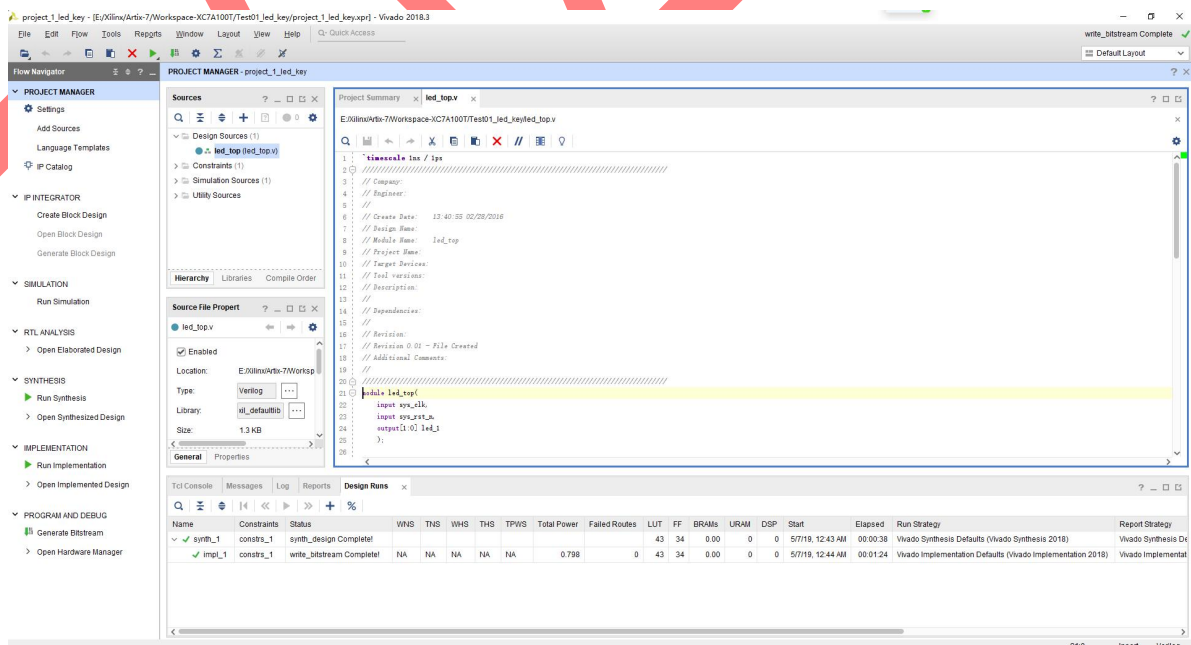 project_1_led_key - [E:/Xilinx/Artix-7/Workspace-XC7A100T/Test01_led_key/project_1_led_key.xpr] - Vivado 2018.3
File Edit Flow Tools Reports Window Layout View Help Q- Quick Access
write_bitstream Complete
Default Layout
Flow Navigator
PROJECT MANAGER - project_1_led_key
PROJECT MANAGER
Settings
Add Sources
Language Templates
IP Catalog
IP INTEGRATOR
Create Block Design
Open Block Design
Generate Block Design
SIMULATION
Run Simulation
RTL ANALYSIS
Open Elaborated Design
SYNTHESIS
Run Synthesis
Open Synthesized Design
IMPLEMENTATION
Run Implementation
Open Implemented Design
PROGRAM AND DEBUG
Generate Bitstream
Open Hardware Manager
Sources
0
Design Sources (1)
led_top (led_top.v)
Constraints (1)
Simulation Sources (1)
Utility Sources
Hierarchy Libraries Compile Order
Source File Propert
led_top.v
Enabled
Location: E:/Xilinx/Artix-7/Worksp
Type: Verilog
Library: xil_defaultlib
Size: 1.3 KB
General Properties
Project Summary led_top.v
E:/Xilinx/Artix-7/Workspace-XC7A100T/Test01_led_key/led_top.v
1 `timescale 1ns / 1ps
2 //////////////////////////////////////////////////////////////////////////////////
3 // Company:
4 // Engineer:
5 //
6 // Create Date: 13:40:55 02/28/2016
7 // Design Name:
8 // Module Name: led_top
9 // Project Name:
10 // Target Devices:
11 // Tool versions:
12 // Description:
13 //
14 // Dependencies:
15 //
16 // Revision:
17 // Revision 0.01 - File Created
18 // Additional Comments:
19 //
20 //////////////////////////////////////////////////////////////////////////////////
21 module led_top(
22 input sys_clk,
23 input sys_rst_n,
24 output[1:0] led_1
25 );
26
Tcl Console Messages Log Reports Design Runs
Name Constraints Status WNS TNS WHS THS TPWS Total Power Failed Routes LUT FF BRAMs URAM DSP Start Elapsed Run Strategy Report Strategy
synth_1 constrs_1 synth_design Complete! 43 34 0.00 0 0 5/7/19, 12:43 AM 00:00:38 Vivado Synthesis Defaults (Vivado Synthesis 2018) Vivado Synthesis De
impl_1 constrs_1 write_bitstream Complete! NA NA NA NA NA 0.798 0 43 34 0.00 0 0 5/7/19, 12:44 AM 00:01:24 Vivado Implementation Defaults (Vivado Implementation 2018) Vivado Implementat